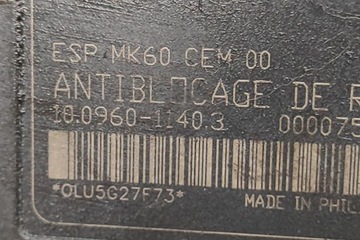 ESP MK60 CEM 00
ANTIBLOCAGE DE R
10.0960-1140.3 000075
*OLU5G27F73*
MADE IN PHIL